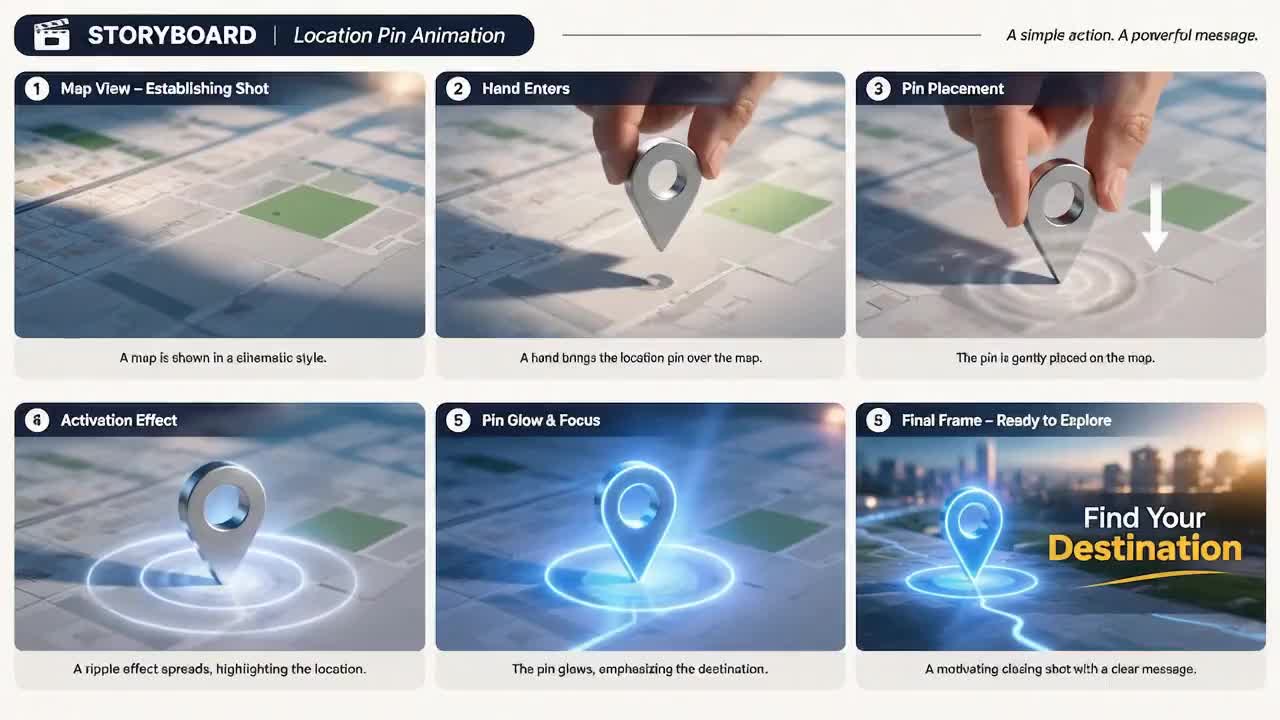 STORYBOARD | Location Pin Animation
A simple action. A powerful message.
1 Map View – Establishing Shot
2 Hand Enters
3 Pin Placement
A map is shown in a cinematic style.
A hand brings the location pin over the map.
The pin is gently placed on the map.
Activation Effect
5 Pin Glow & Focus
5 Final Frame – Ready to Explore
Find Your
Destination
A ripple effect spreads, highlighting the location.
The pin glows, emphasizing the destination.
A motivating closing shot with a clear message.